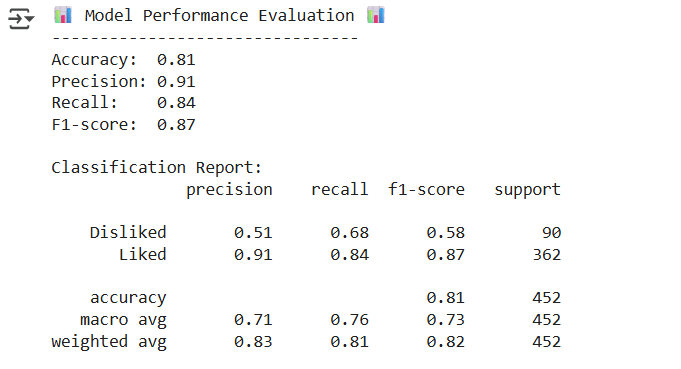 📊 Model Performance Evaluation 📊
--------------------------------
Accuracy:  0.81
Precision: 0.91
Recall:    0.84
F1-score:  0.87

Classification Report:
              precision    recall  f1-score   support

    Disliked       0.51      0.68      0.58        90
       Liked       0.91      0.84      0.87       362

    accuracy                           0.81       452
   macro avg       0.71      0.76      0.73       452
weighted avg       0.83      0.81      0.82       452